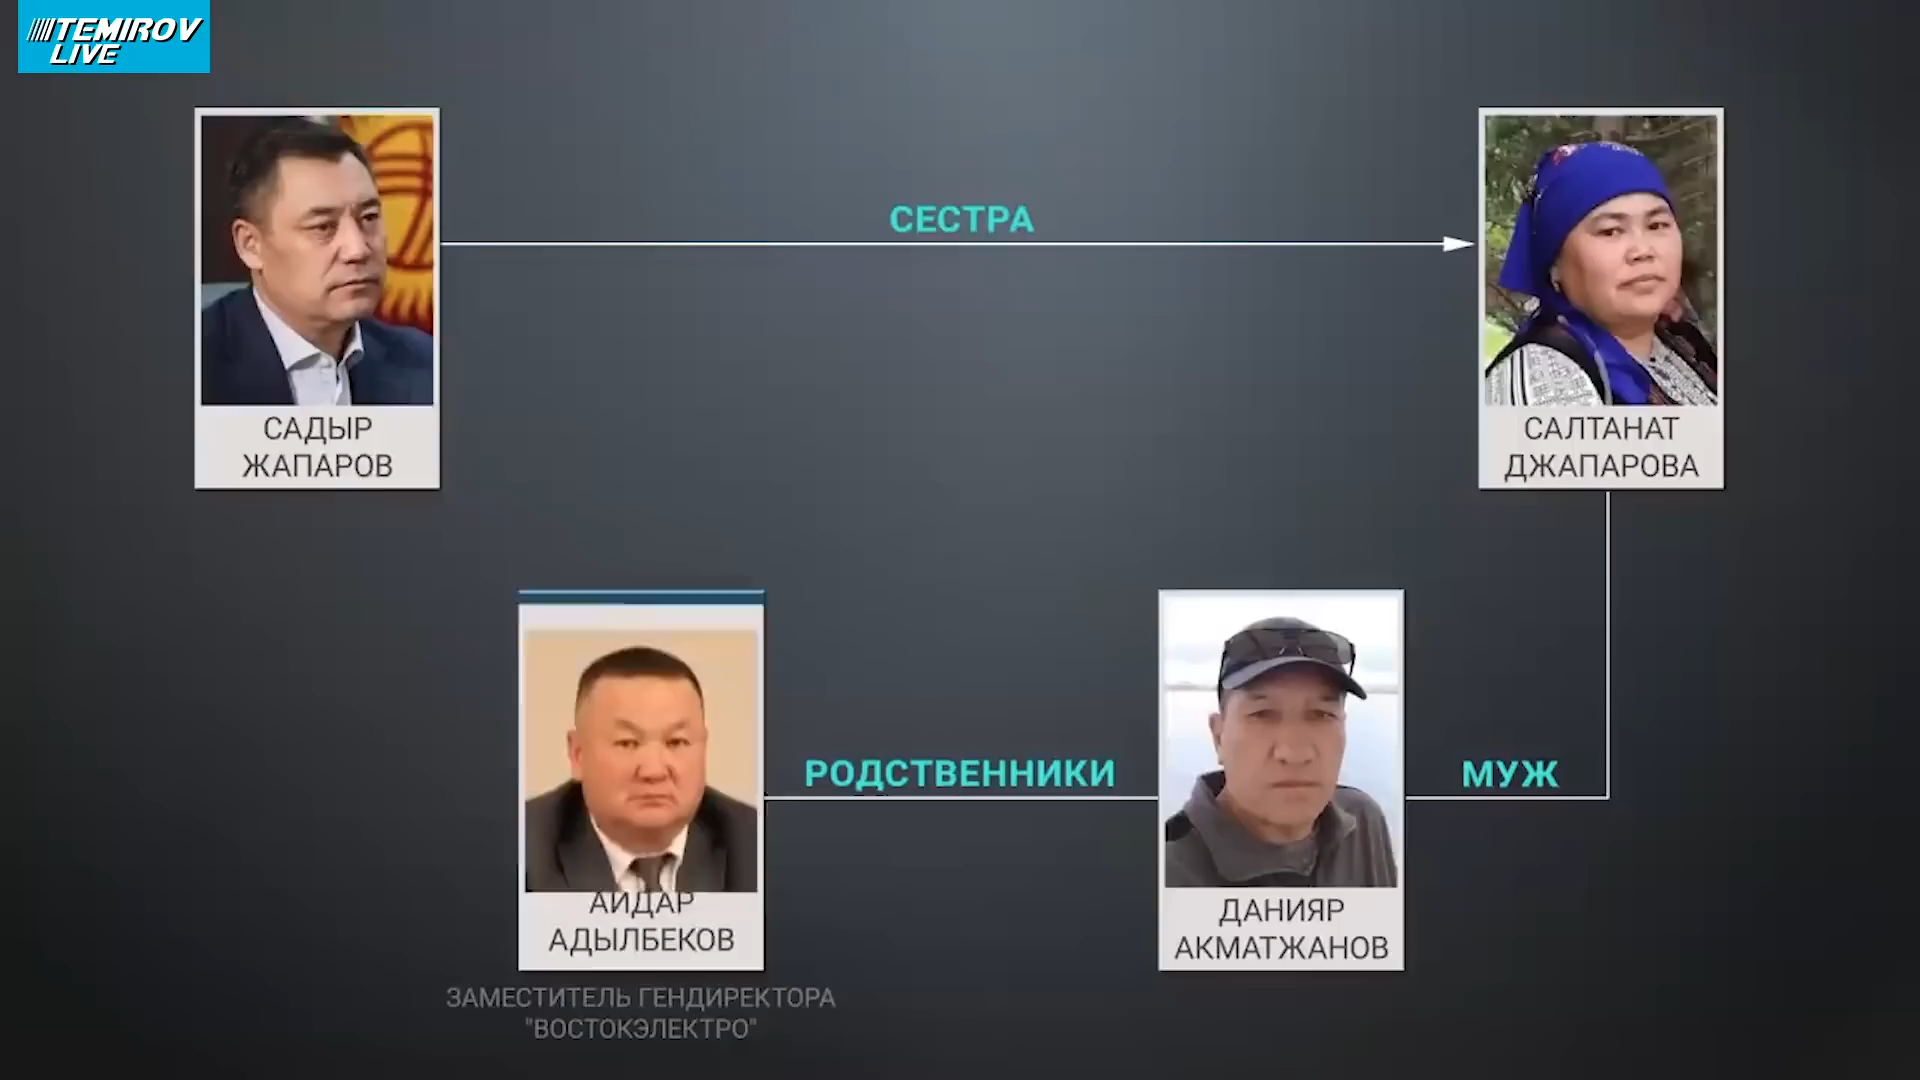 TEMIROV
LIVE
СЕСТРА
САДЫР
ЖАПАРОВ
САЛТАНАТ
ДЖАПАРОВА
РОДСТВЕННИКИ
МУЖ
АЙДАР
АДЫЛБЕКОВ
ДАНИЯР
АКМАТЖАНОВ
ЗАМЕСТИТЕЛЬ ГЕНДИРЕКТОРА
"ВОСТОКЭЛЕКТРО"